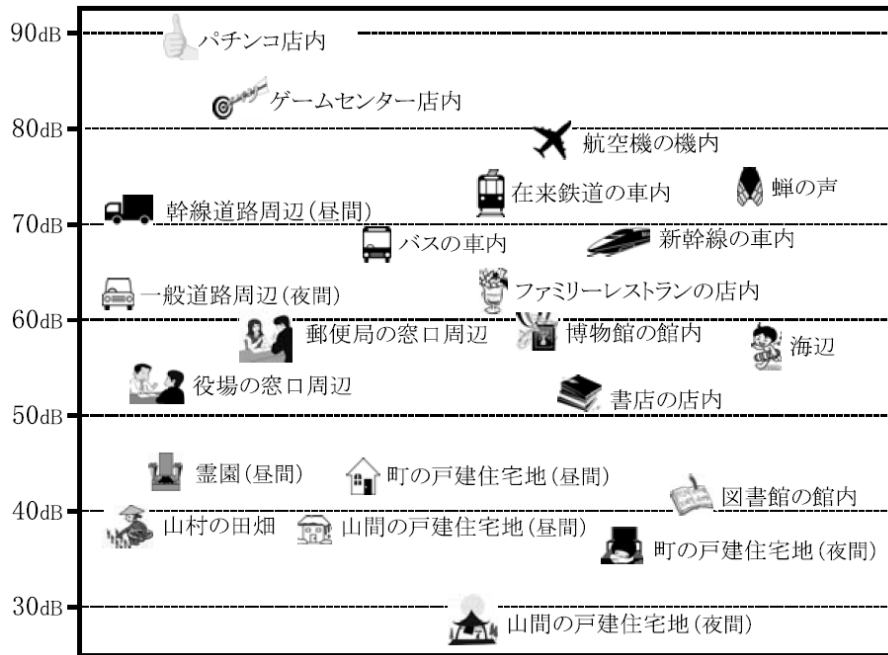 90dB
パチンコ店内
ゲームセンター店内
80dB
航空機の機内
在来鉄道の車内
蝉の声
幹線道路周辺(昼間)
70dB
バスの車内
新幹線の車内
一般道路周辺(夜間)
ファミリーレストランの店内
60dB
郵便局の窓口周辺
博物館の館内
海辺
役場の窓口周辺
書店の店内
50dB
霊園(昼間)
町の戸建住宅地(昼間)
図書館の館内
40dB
山村の田畑
山間の戸建住宅地(昼間)
町の戸建住宅地(夜間)
30dB
山間の戸建住宅地(夜間)